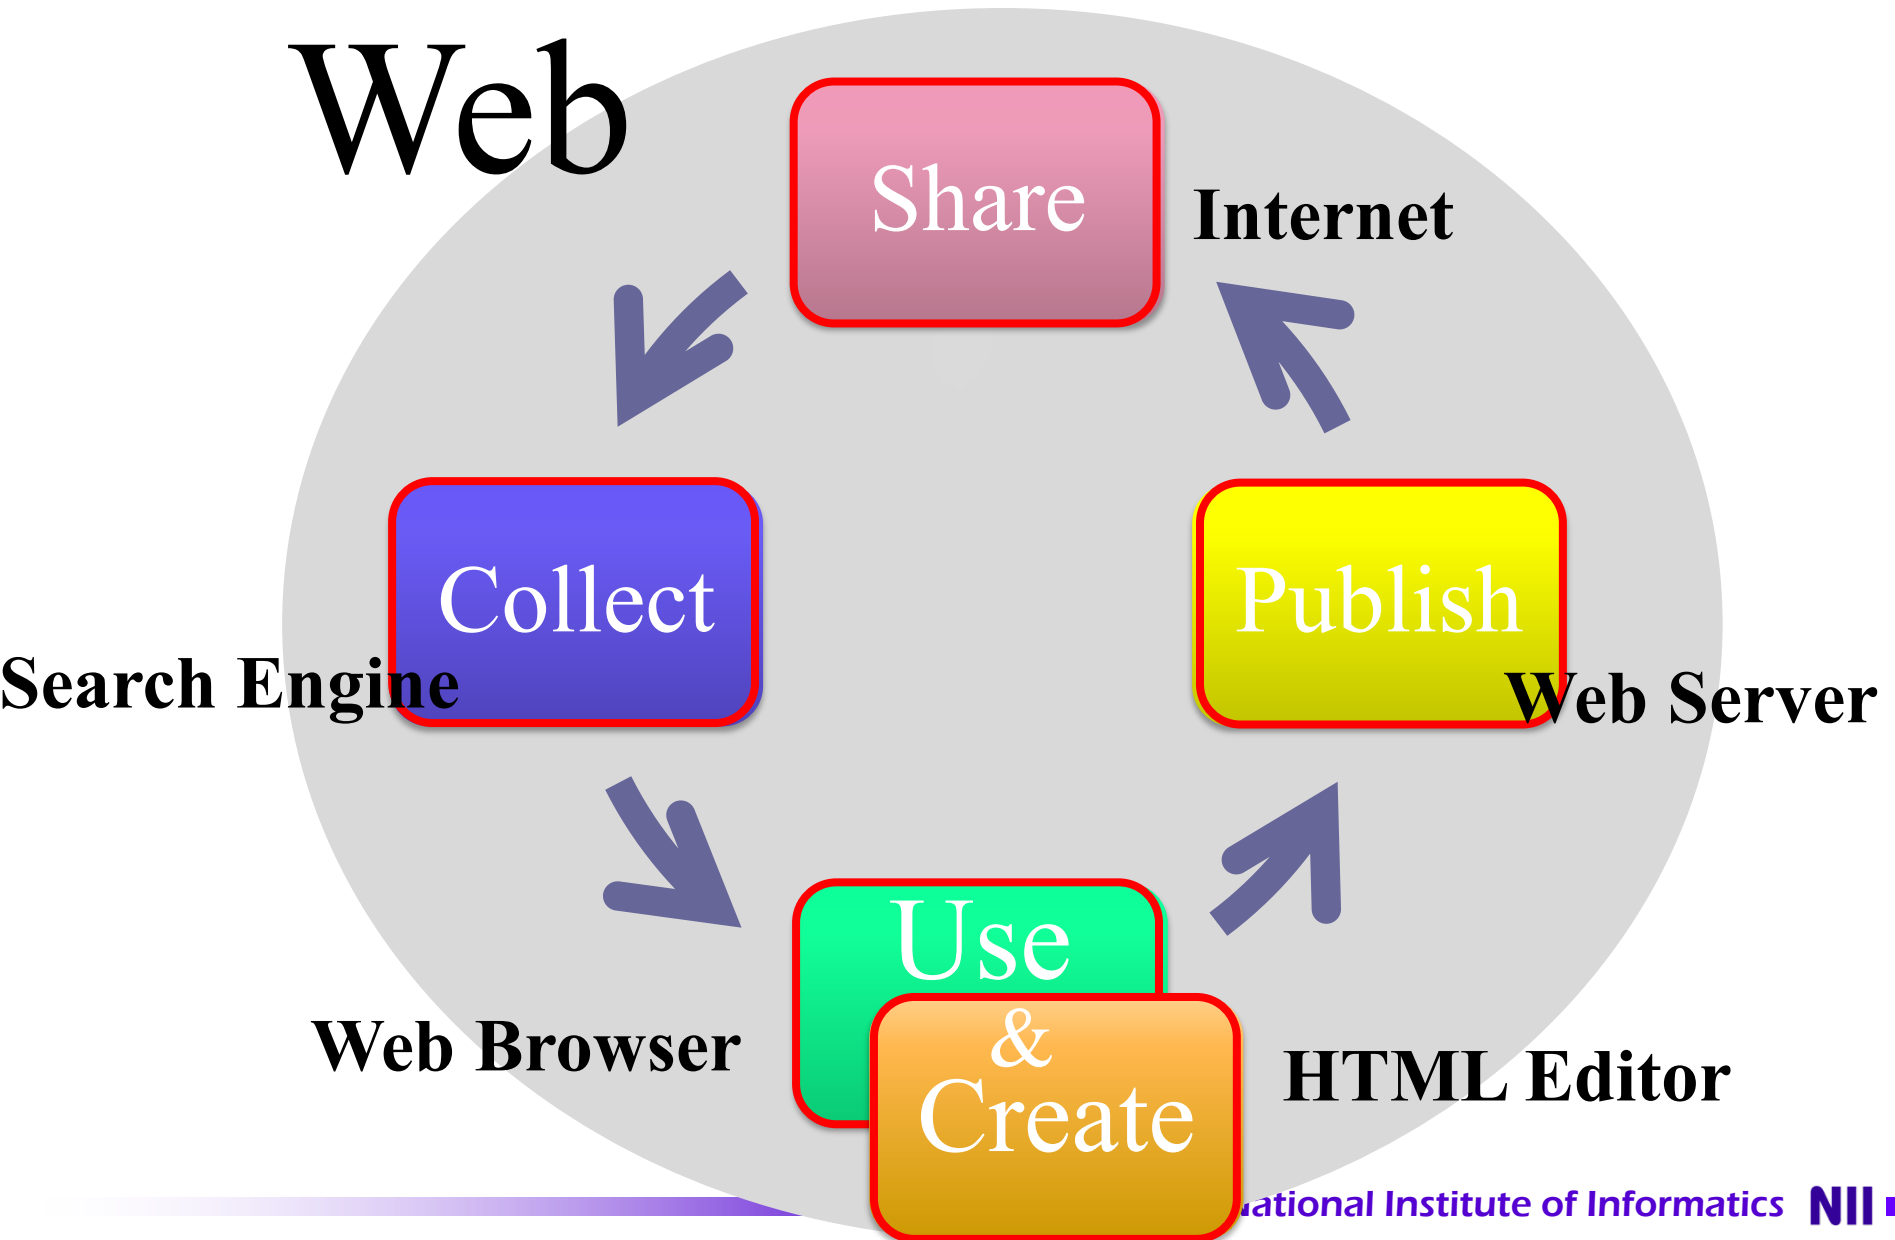 Web
Share
Internet
Collect
Publish
Search Engine
Web Server
Use
&
Create
Web Browser
HTML Editor
Institute of Informatics NII